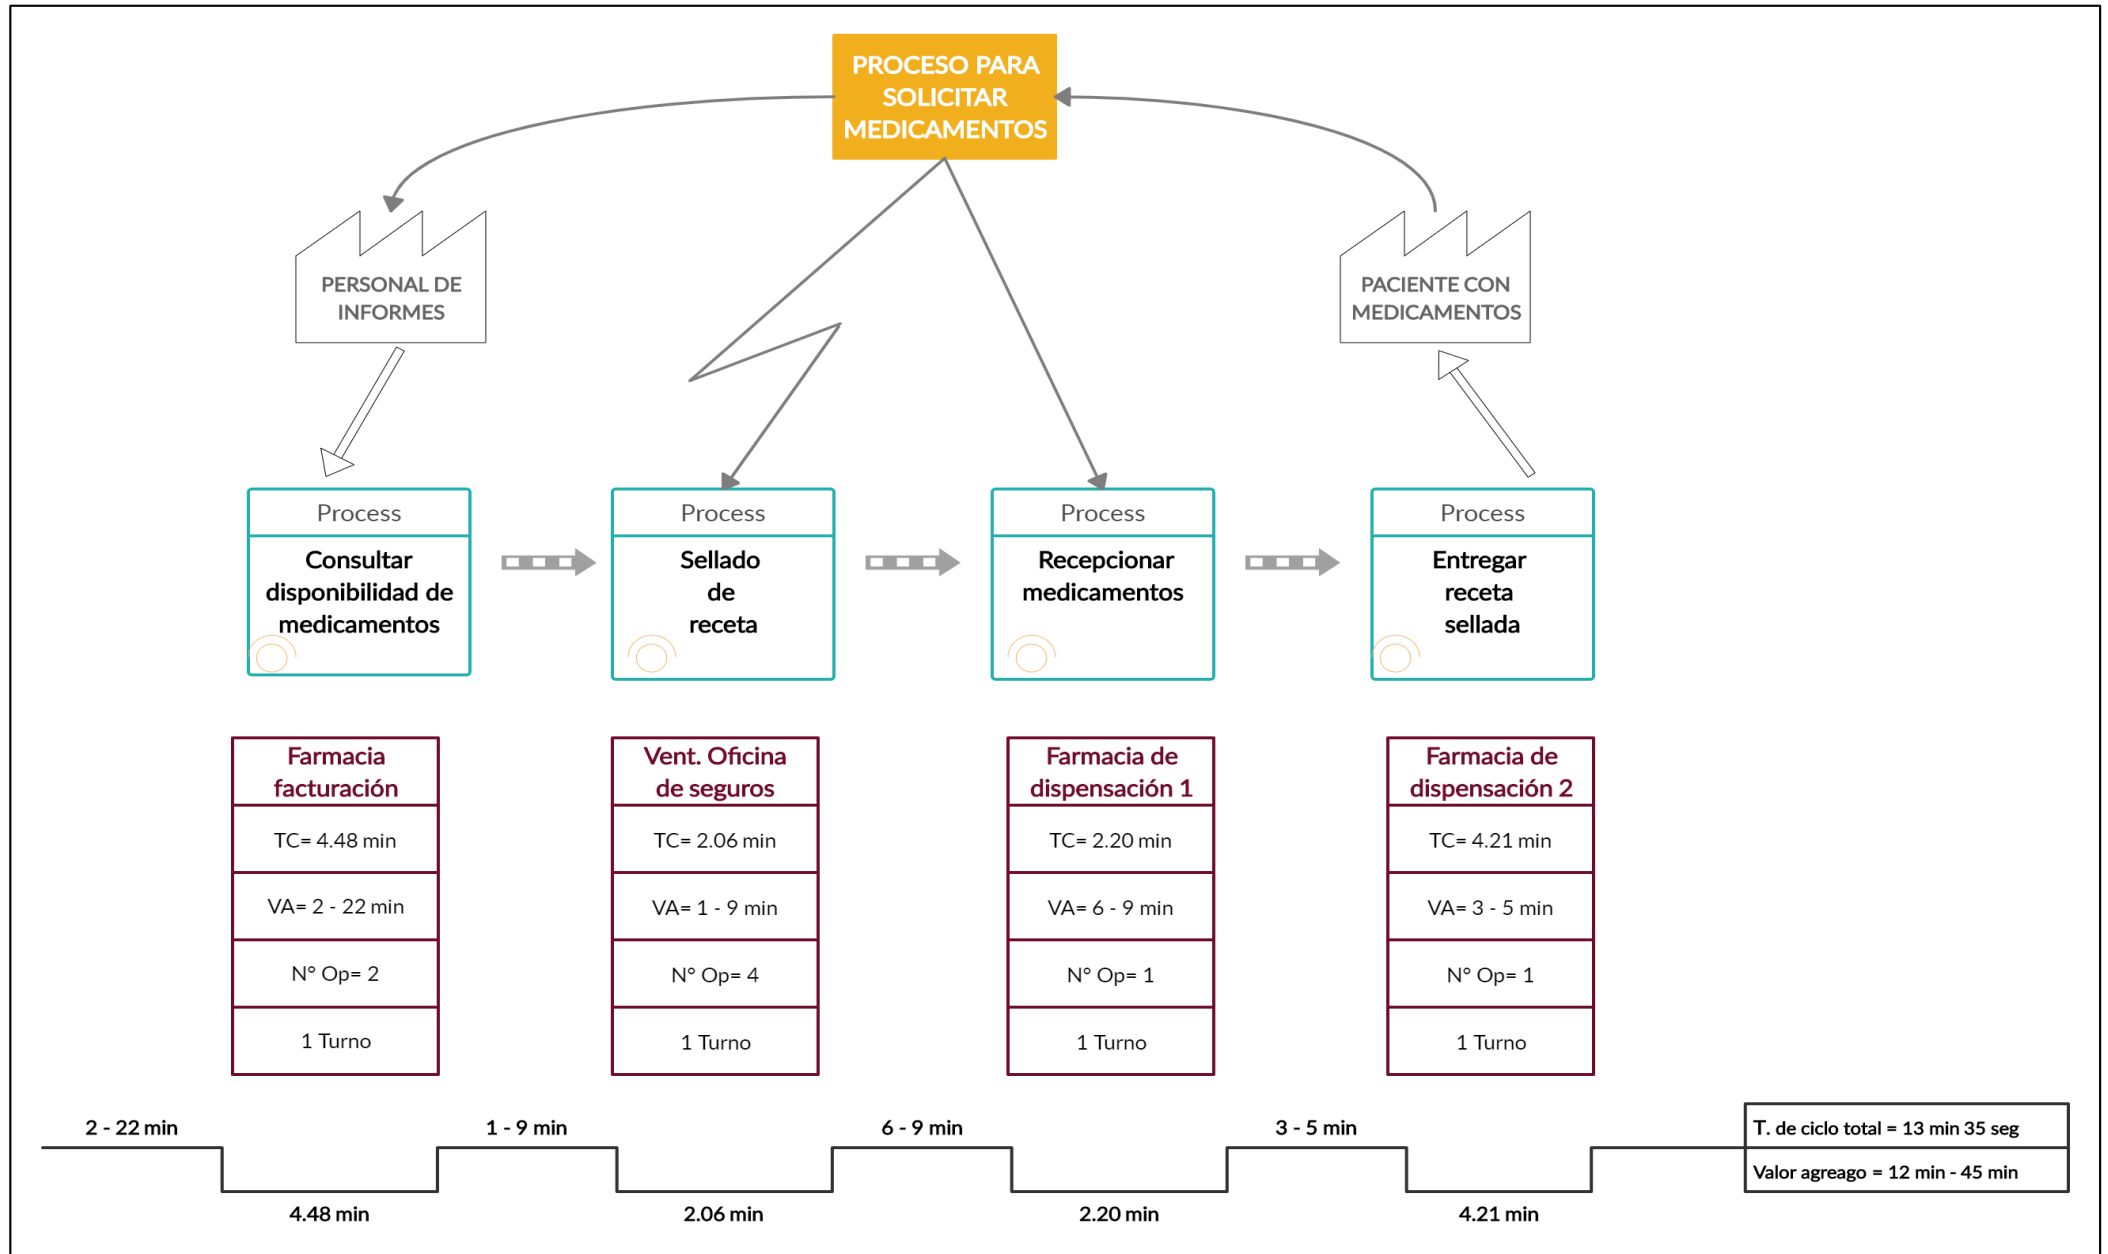 PROCESO PARA
SOLICITAR
MEDICAMENTOS
PERSONAL DE
INFORMES
PACIENTE CON
MEDICAMENTOS
Process
Consultar
disponibilidad de
medicamentos
Process
Sellado
de
receta
Process
Recepcionar
medicamentos
Process
Entregar
receta
sellada
Farmacia
facturación
TC= 4.48 min
VA= 2 - 22 min
N° Op= 2
1 Turno
Vent. Oficina
de seguros
TC= 2.06 min
VA= 1 - 9 min
N° Op= 4
1 Turno
Farmacia de
dispensación 1
TC= 2.20 min
VA= 6 - 9 min
N° Op= 1
1 Turno
Farmacia de
dispensación 2
TC= 4.21 min
VA= 3 - 5 min
N° Op= 1
1 Turno
2 - 22 min
4.48 min
1 - 9 min
2.06 min
6 - 9 min
2.20 min
3 - 5 min
4.21 min
T. de ciclo total = 13 min 35 seg
Valor agreago = 12 min - 45 min